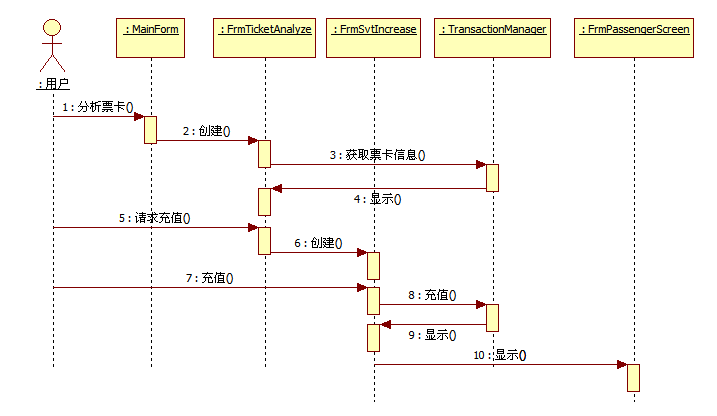 : MainForm
: FrmTicketAnalyze
: FrmSvtIncrease
: TransactionManager
: FrmPassengerScreen
: 用户
1 : 分析票卡()
2 : 创建()
3 : 获取票卡信息()
4 : 显示()
5 : 请求充值()
6 : 创建()
7 : 充值()
8 : 充值()
9 : 显示()
10 : 显示()